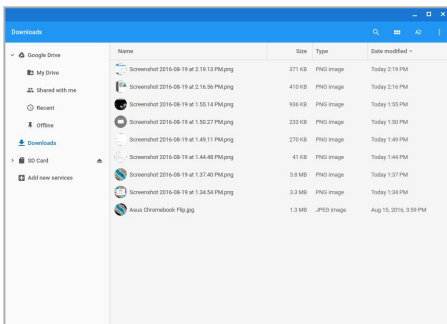 Downloads
Google Drive
My Drive
Shared with me
Recent
Offline
Downloads
SD Card
Add new services
Name Size Type Date modified
Screenshot 2016-08-19 at 2.19.13 PM.png 371 KB PNG image Today 2:19 PM
Screenshot 2016-08-19 at 2.16.56 PM.png 410 KB PNG image Today 2:16 PM
Screenshot 2016-08-19 at 1.55.14 PM.png 936 KB PNG image Today 1:55 PM
Screenshot 2016-08-19 at 1.50.27 PM.png 233 KB PNG image Today 1:50 PM
Screenshot 2016-08-19 at 1.49.11 PM.png 270 KB PNG image Today 1:49 PM
Screenshot 2016-08-19 at 1.44.48 PM.png 41 KB PNG image Today 1:44 PM
Screenshot 2016-08-19 at 1.37.40 PM.png 3.8 MB PNG image Today 1:37 PM
Screenshot 2016-08-19 at 1.34.54 PM.png 3.3 MB PNG image Today 1:34 PM
Asus Chromebook Flip.jpg 1.3 MB JPEG image Aug 15, 2016, 3:59 PM